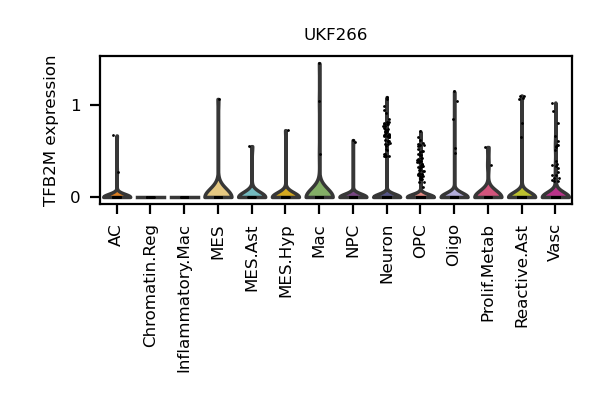 UKF266
TFB2M expression
1
0
AC
Chromatin.Reg
Inflammatory.Mac
MES
MES.Ast
MES.Hyp
Mac
NPC
Neuron
OPC
Oligo
Prolif.Metab
Reactive.Ast
Vasc